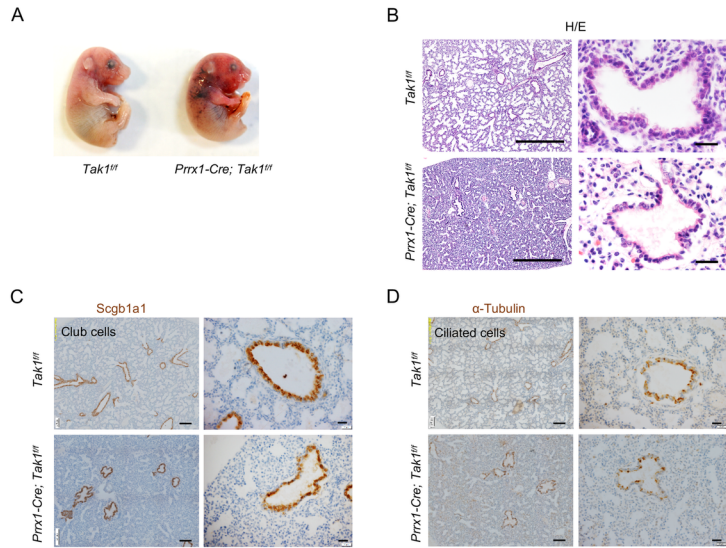 A
Tak1f/f
Prrx1-Cre; Tak1f/f
B
H/E
Tak1f/f
Prrx1-Cre; Tak1f/f
C
Scgb1a1
Club cells
Tak1f/f
Prrx1-Cre; Tak1f/f
D
α-Tubulin
Ciliated cells
Tak1f/f
Prrx1-Cre; Tak1f/f